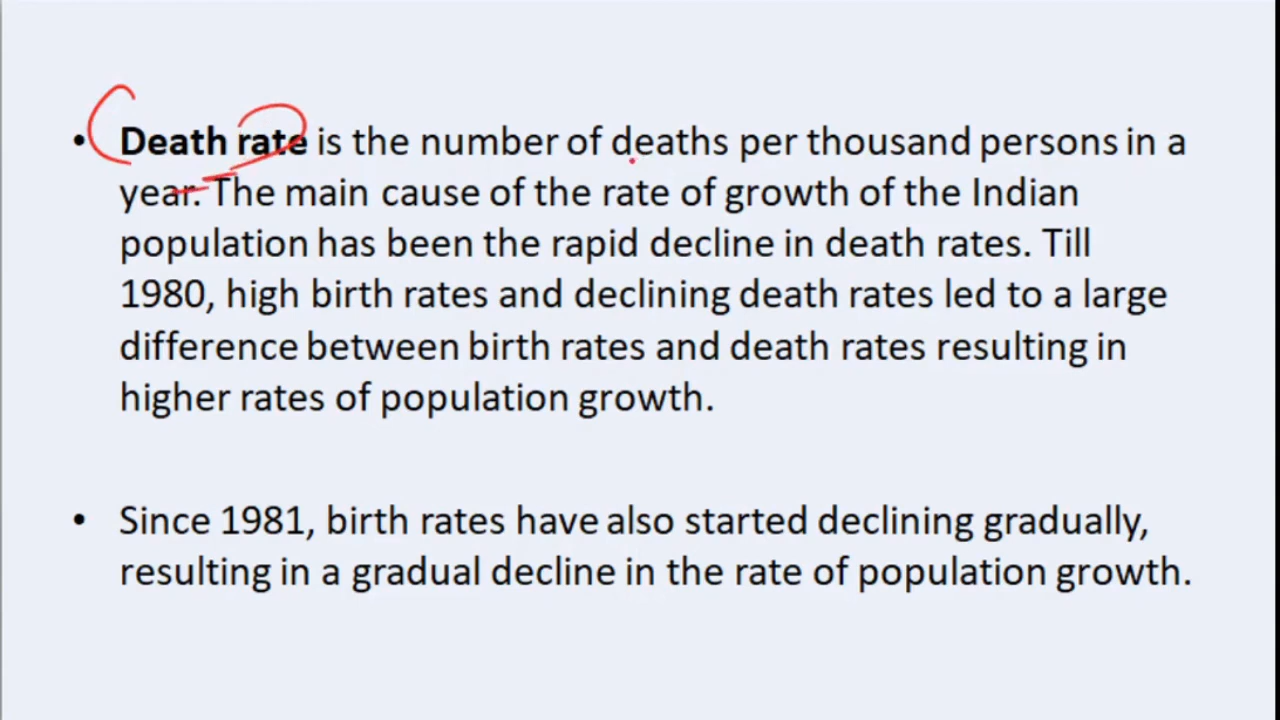 • Death rate is the number of deaths per thousand persons in a
year. The main cause of the rate of growth of the Indian
population has been the rapid decline in death rates. Till
1980, high birth rates and declining death rates led to a large
difference between birth rates and death rates resulting in
higher rates of population growth.
• Since 1981, birth rates have also started declining gradually,
resulting in a gradual decline in the rate of population growth.